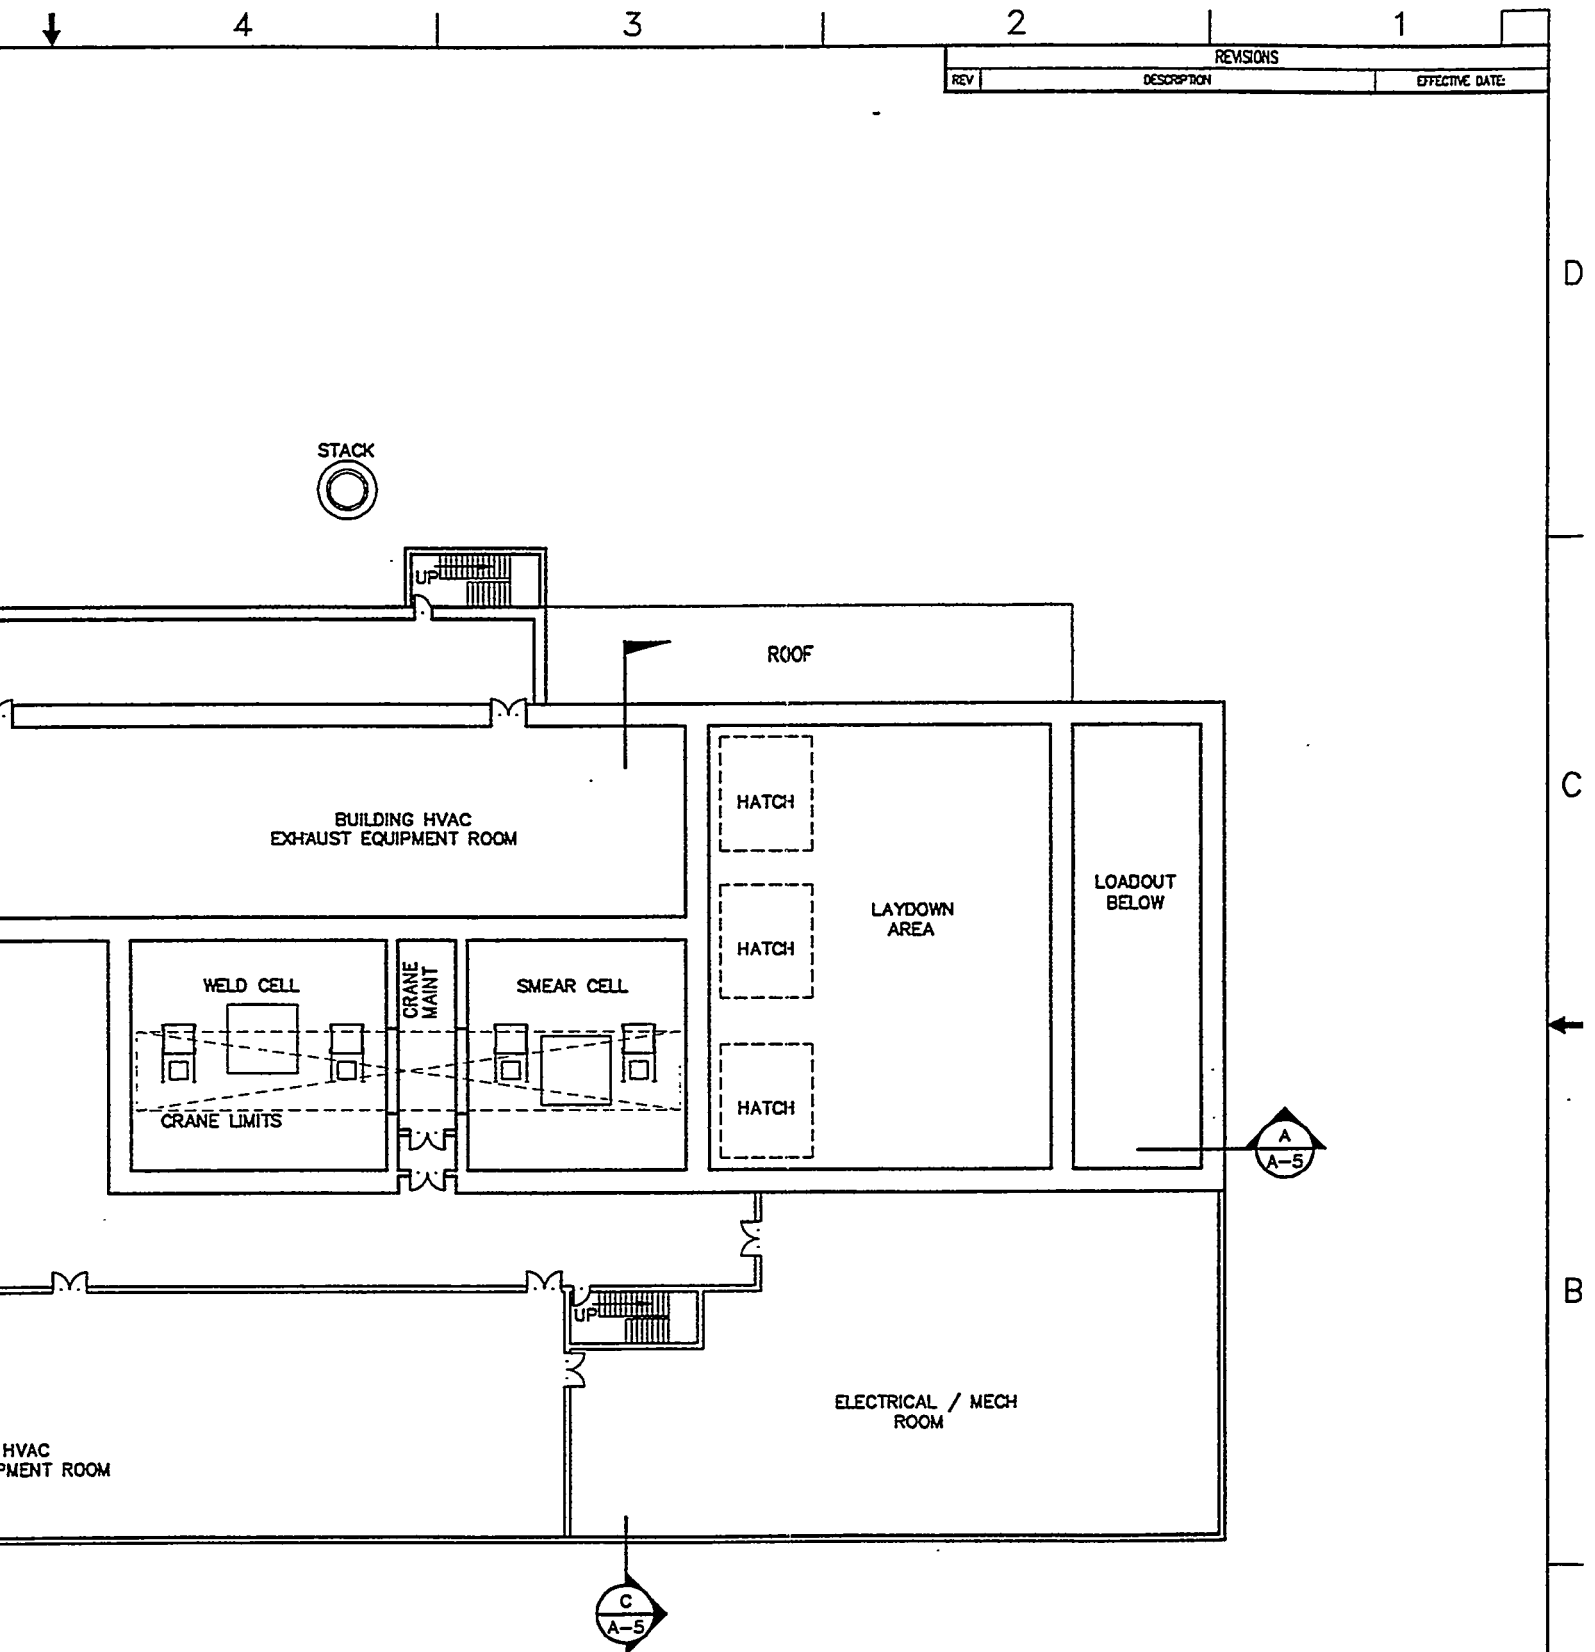 4 3 2 1
REVISIONS
REV DESCRIPTION EFFECTIVE DATE:
D
STACK
UP
ROOF
C
HATCH
BUILDING HVAC
EXHAUST EQUIPMENT ROOM
LOADOUT
BELOW
LAYDOWN
AREA
HATCH
WELD CELL
CRANE
MAINT
SMEAR CELL
HATCH
CRANE LIMITS
A
A-5
B
UP
ELECTRICAL / MECH
ROOM
HVAC
PMENT ROOM
C
A-5